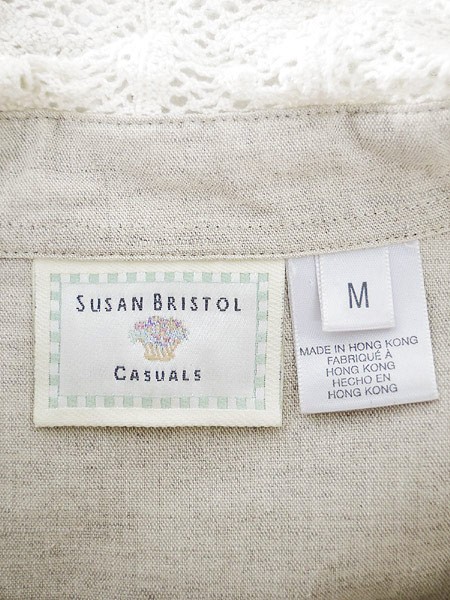 SUSAN BRISTOL
CASUALS
M
MADE IN HONG KONG
FABRIQUÉ À
HONG KONG
HECHO EN
HONG KONG